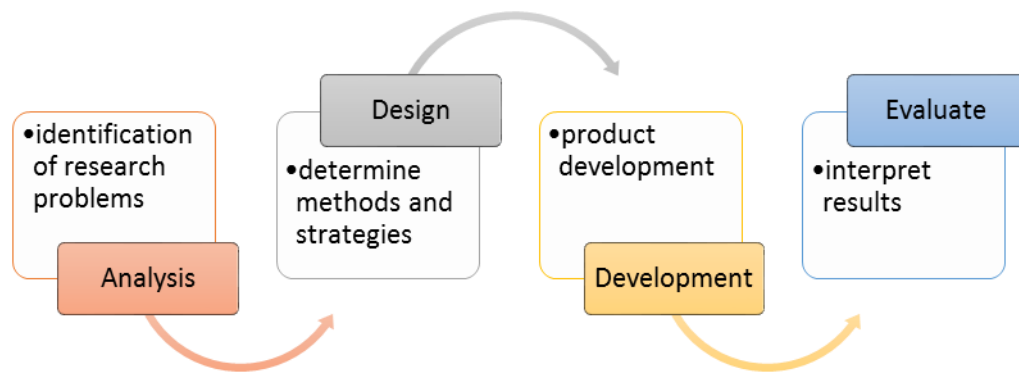 •identification
of research
problems
Analysis
Design
•determine
methods and
strategies
•product
development
Development
Evaluate
•interpret
results